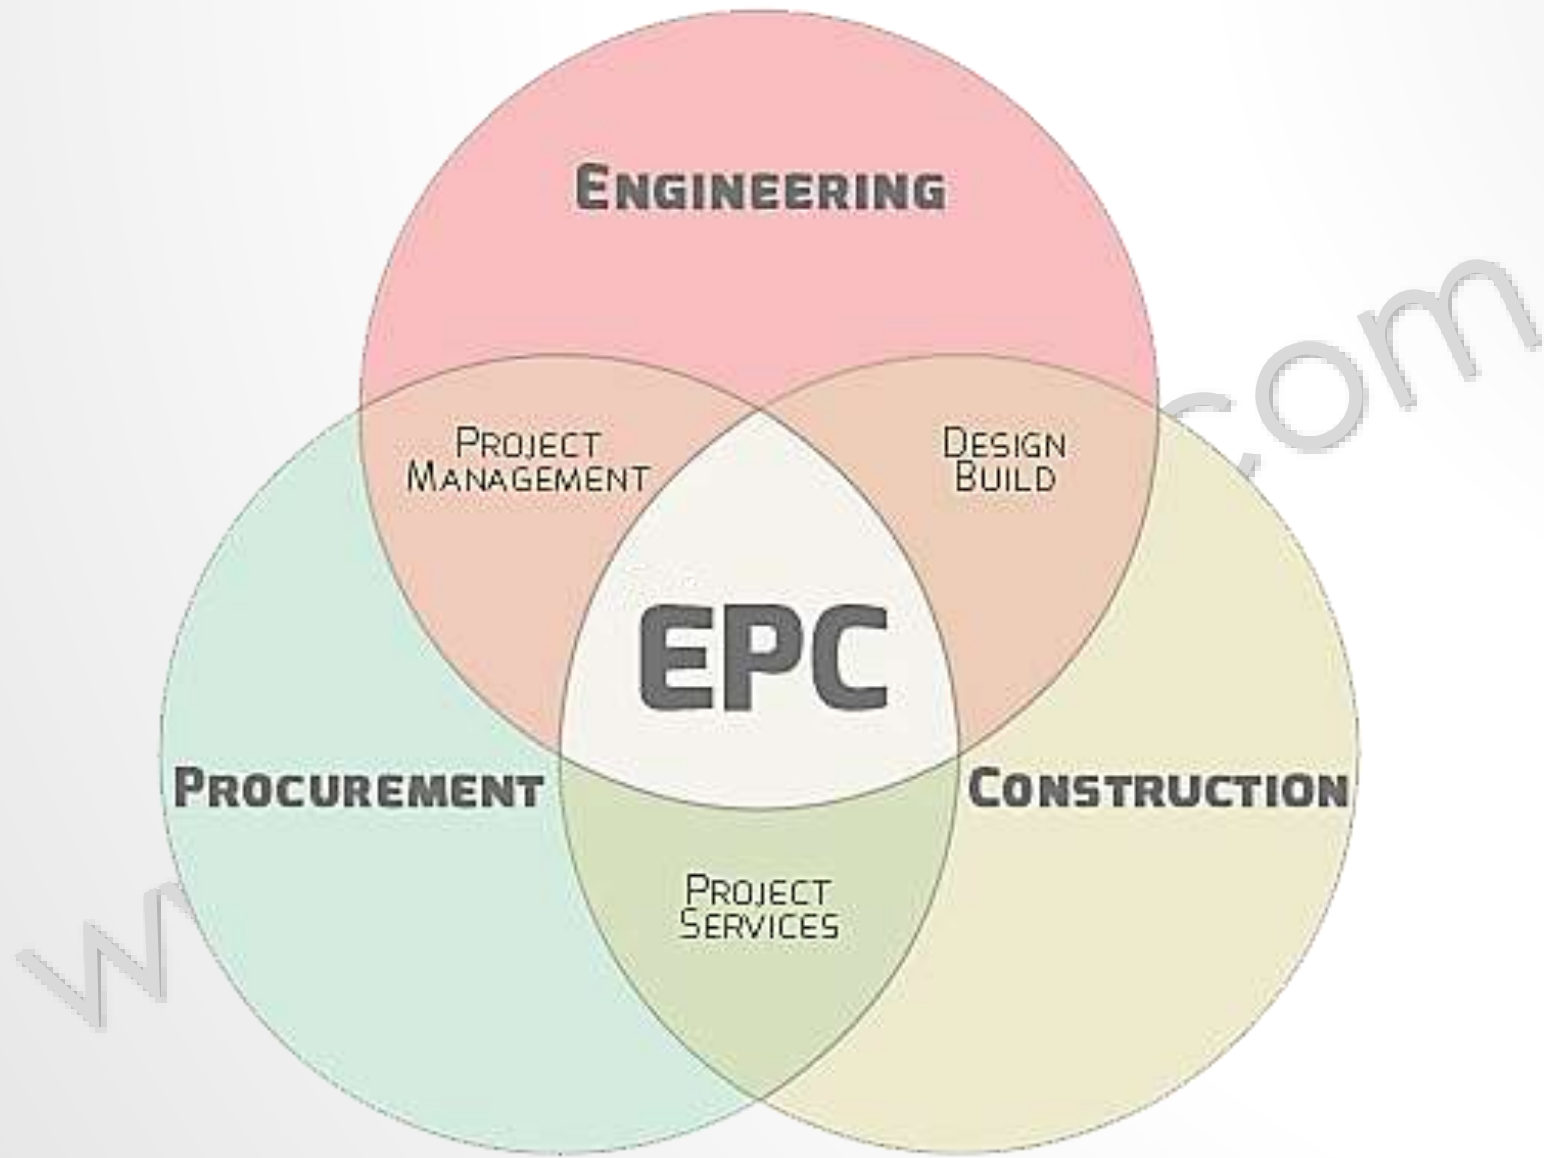 ENGINEERING
PROJECT
MANAGEMENT
DESIGN
BUILD
EPC
PROCUREMENT
CONSTRUCTION
PROJECT
SERVICES